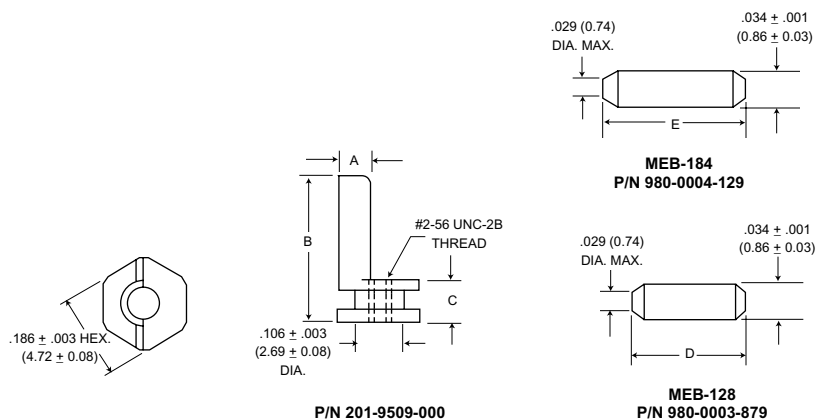 .186 ± .003 HEX.
(4.72 ± 0.08)
A
B
#2-56 UNC-2B
THREAD
C
.106 ± .003
(2.69 ± 0.08)
DIA.
P/N 201-9509-000
.029 (0.74)
DIA. MAX.
.034 ± .001
(0.86 ± 0.03)
E
MEB-184
P/N 980-0004-129
.029 (0.74)
DIA. MAX.
.034 ± .001
(0.86 ± 0.03)
D
MEB-128
P/N 980-0003-879